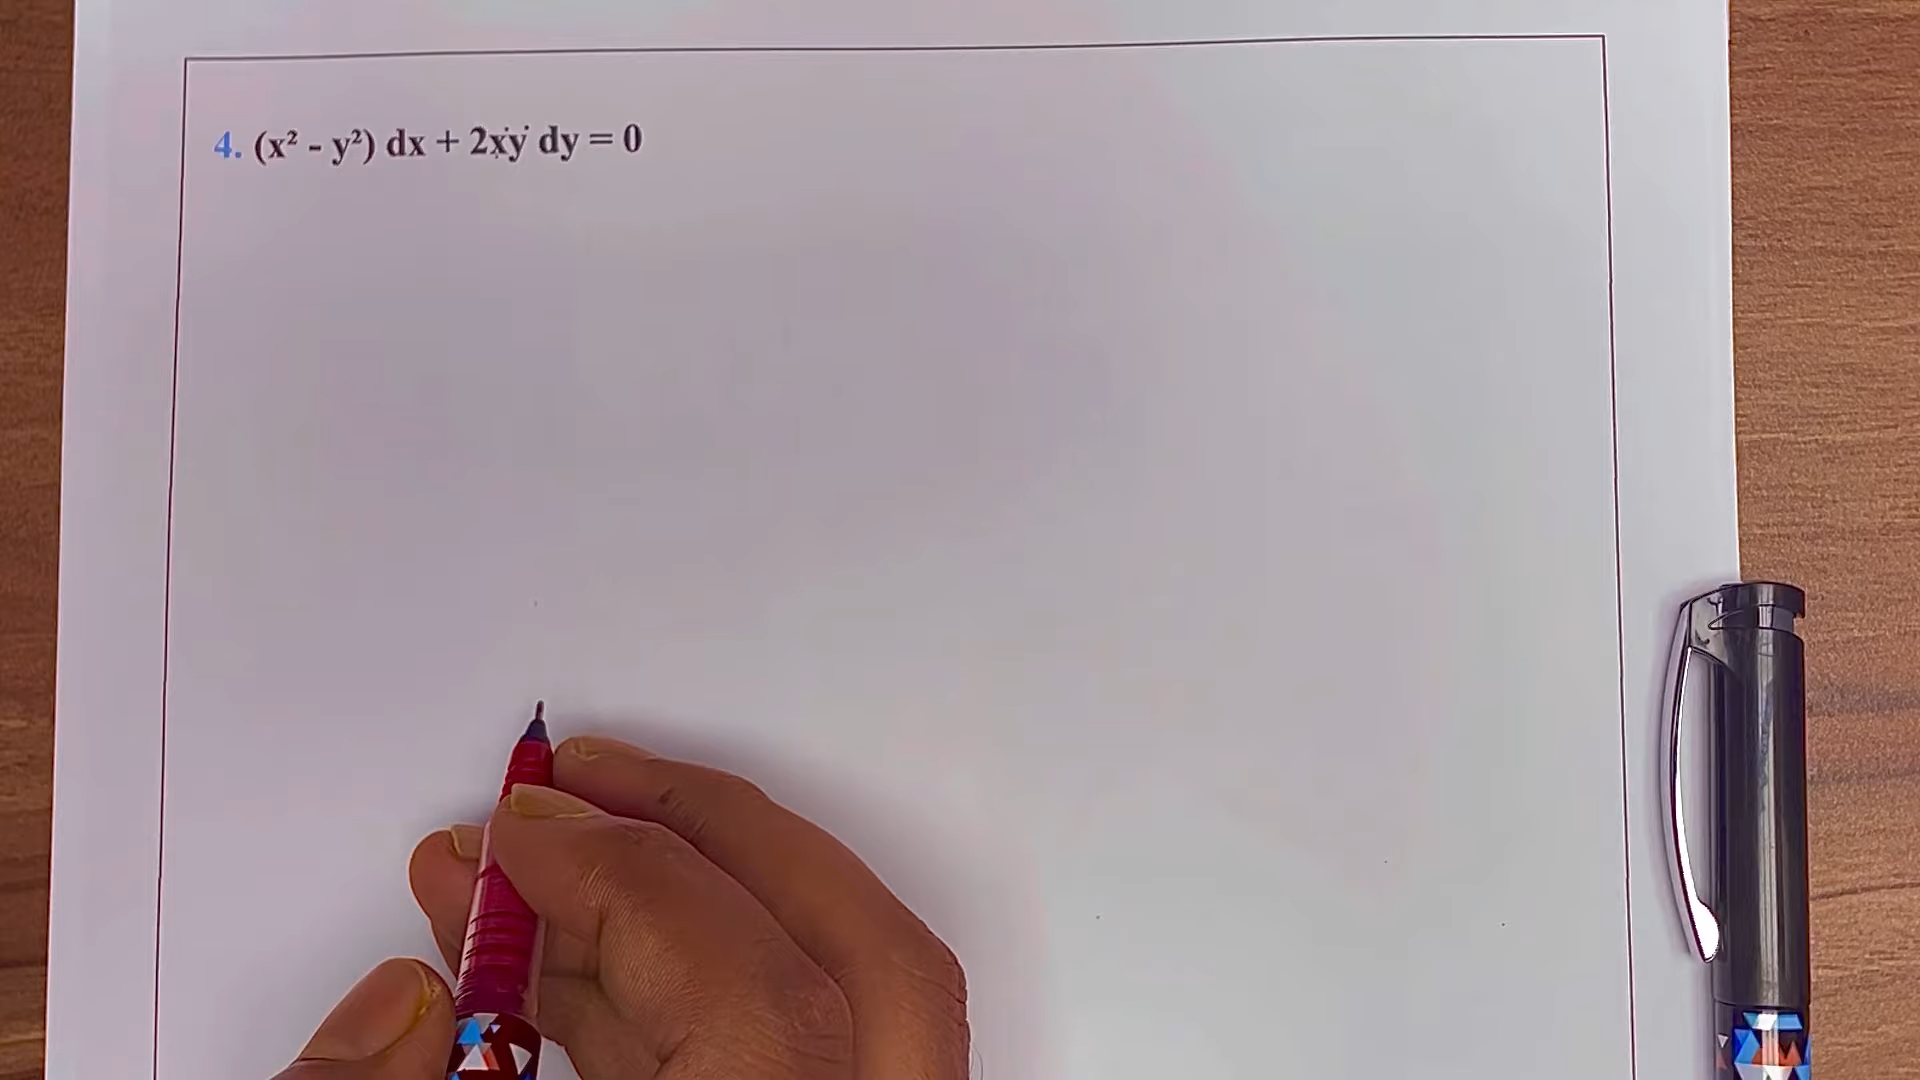 4. (x² - y²) dx + 2xy dy = 0